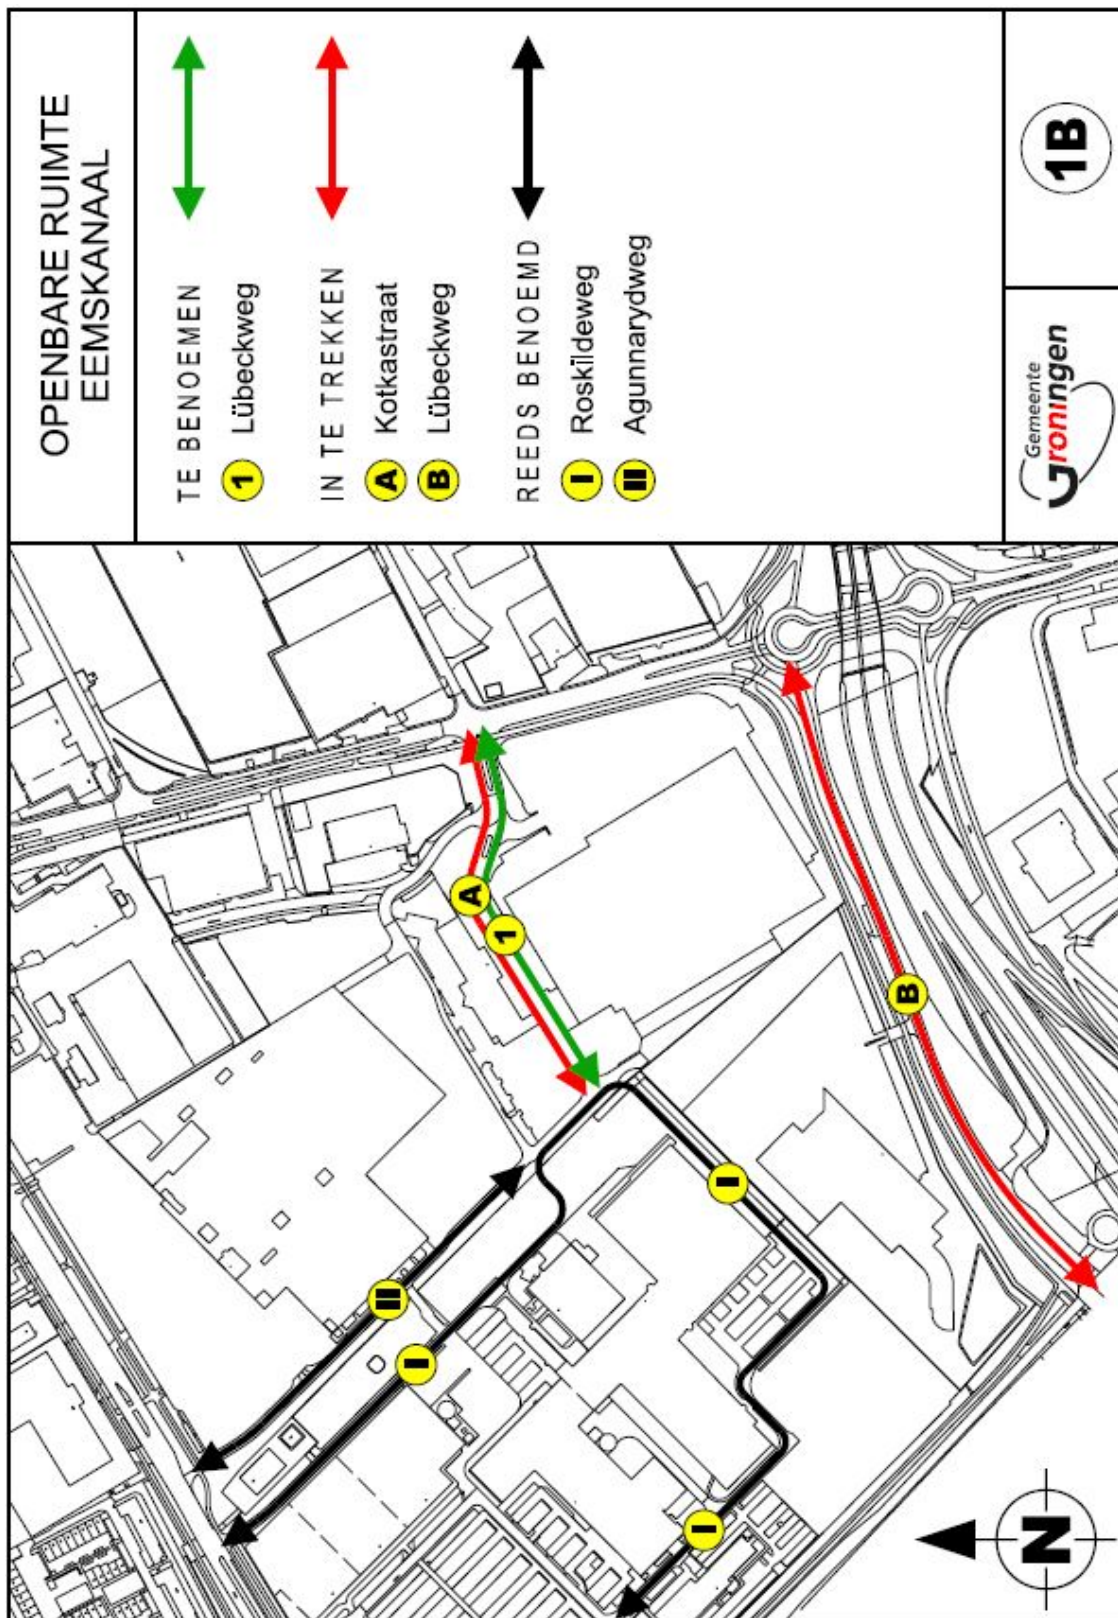 OPENBARE RUIMTE
EEMSKANAAL
TE BENOEMEN
1 Lübeckweg
IN TE TREKKEN
A Kotkastraat
B Lübeckweg
REEDS BENOEMD
I Roskildeweg
II Agunnarydweg
Gemeente
Groningen
1B
A
1
B
II
I
I
I
N